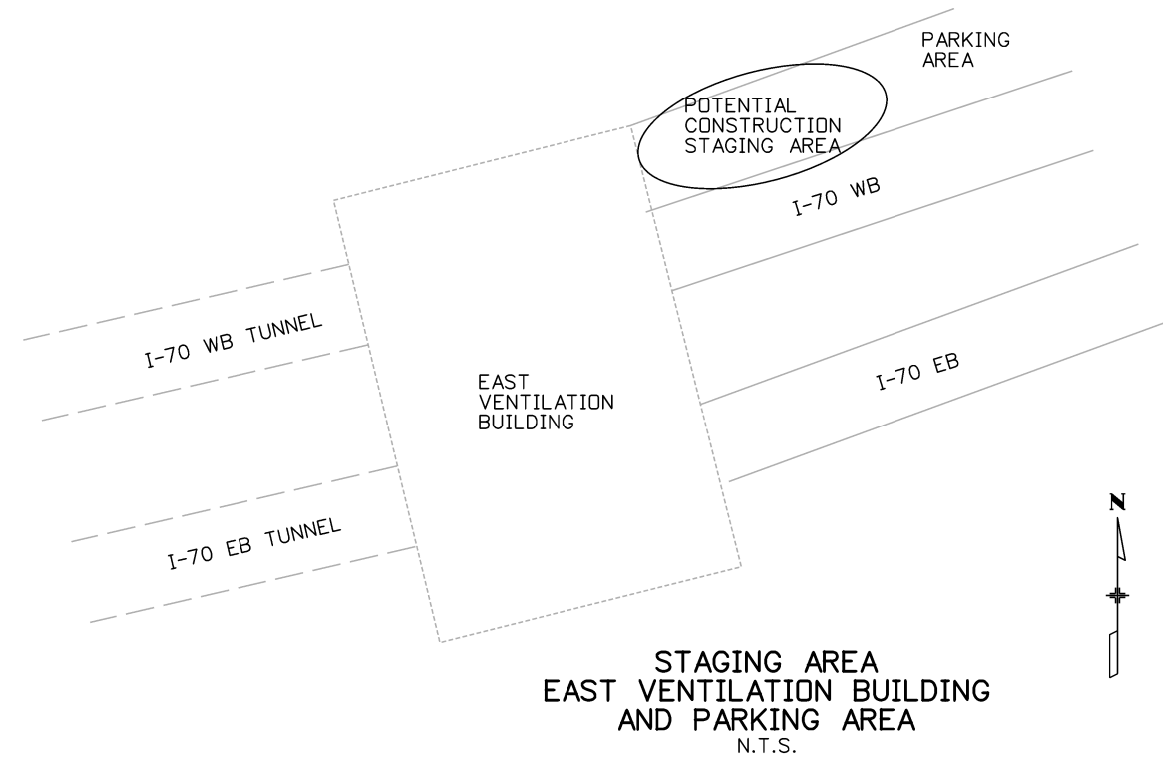 PARKING
AREA
POTENTIAL
CONSTRUCTION
STAGING AREA
I-70 WB
I-70 WB TUNNEL
I-70 EB
EAST
VENTILATION
BUILDING
I-70 EB TUNNEL
N
STAGING AREA
EAST VENTILATION BUILDING
AND PARKING AREA
N.T.S.